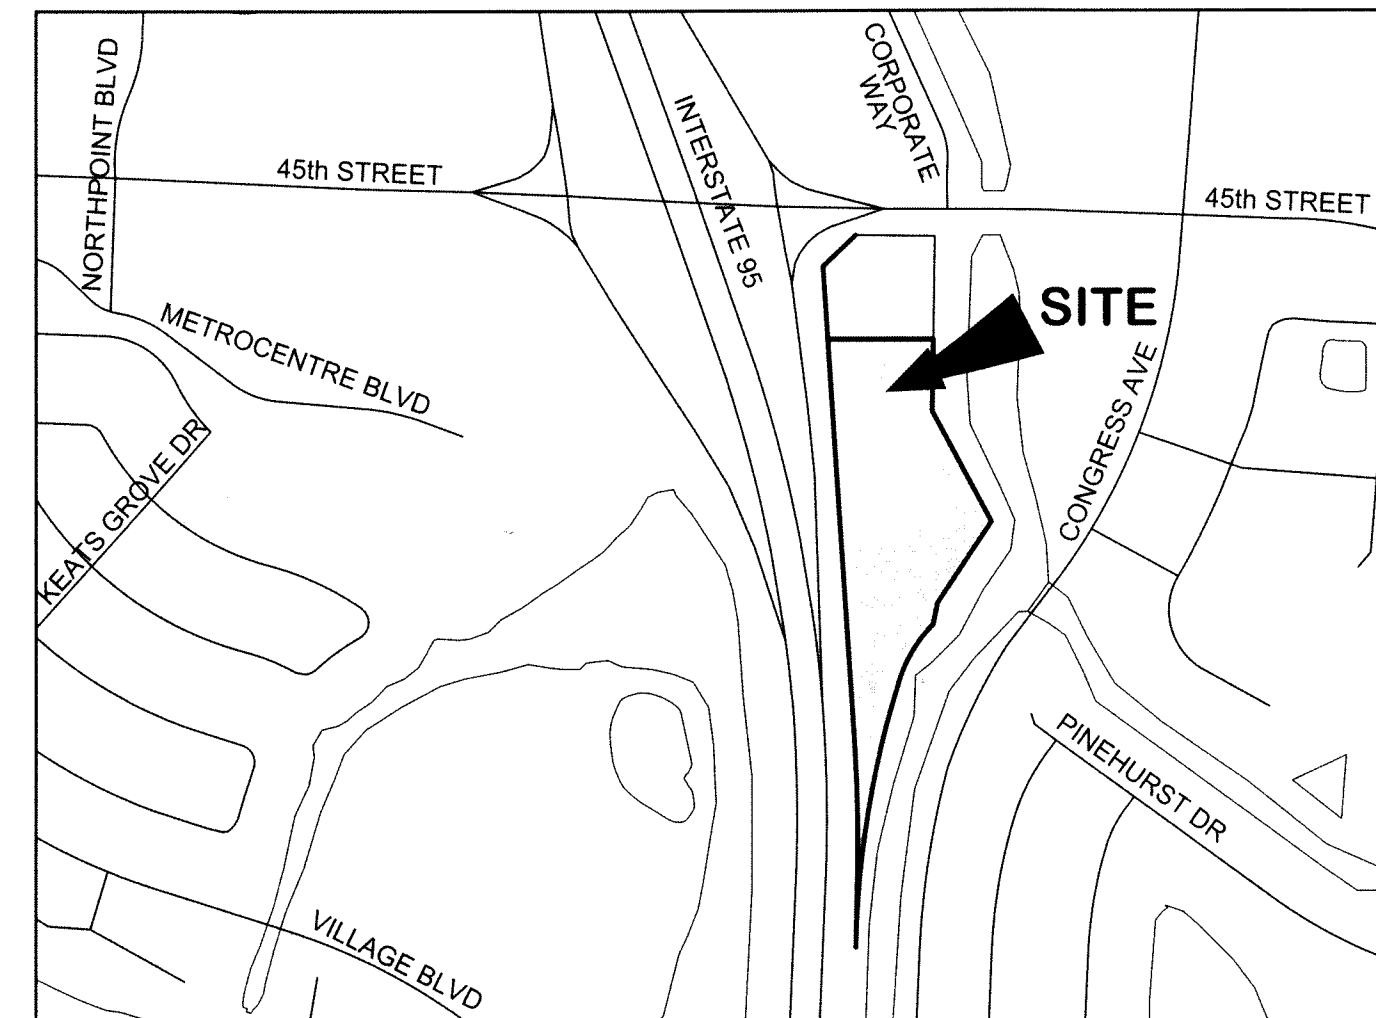 NORTHPOINT BLVD
45th STREET
INTERSTATE 95
CORPORATE
WAY
45th STREET
SITE
METROCENTRE BLVD
CONGRESS AVE
KEATS GROVE DR
PINEHURST DR
VILLAGE BLVD